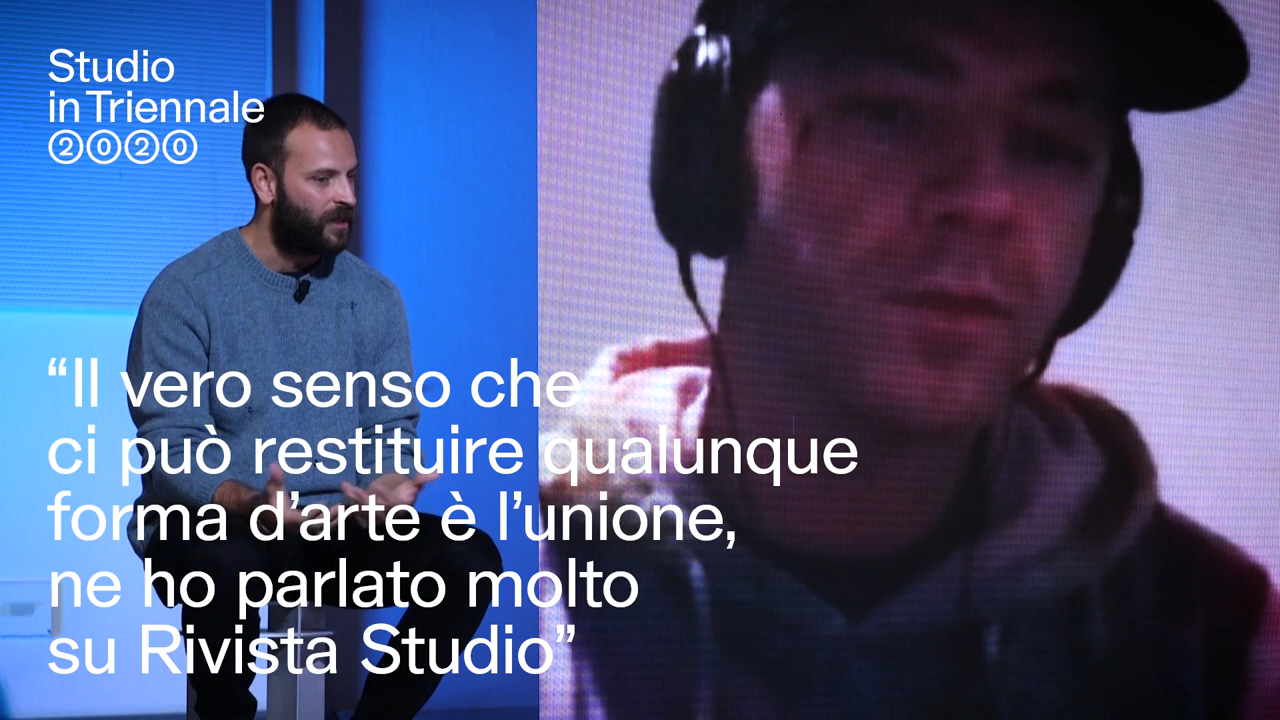 Studio
in Triennale
②⓪②⓪
“Il vero senso che
ci può restituire qualunque
forma d’arte è l’unione,
ne ho parlato molto
su Rivista Studio”